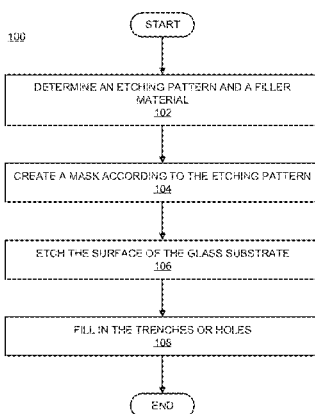 START
100
DETERMINE AN ETCHING PATTERN AND A FILLER
MATERIAL
102
CREATE A MASK ACCORDING TO THE ETCHING PATTERN
104
ETCH THE SURFACE OF THE GLASS SUBSTRATE
106
FILL IN THE TRENCHES OR HOLES
108
END